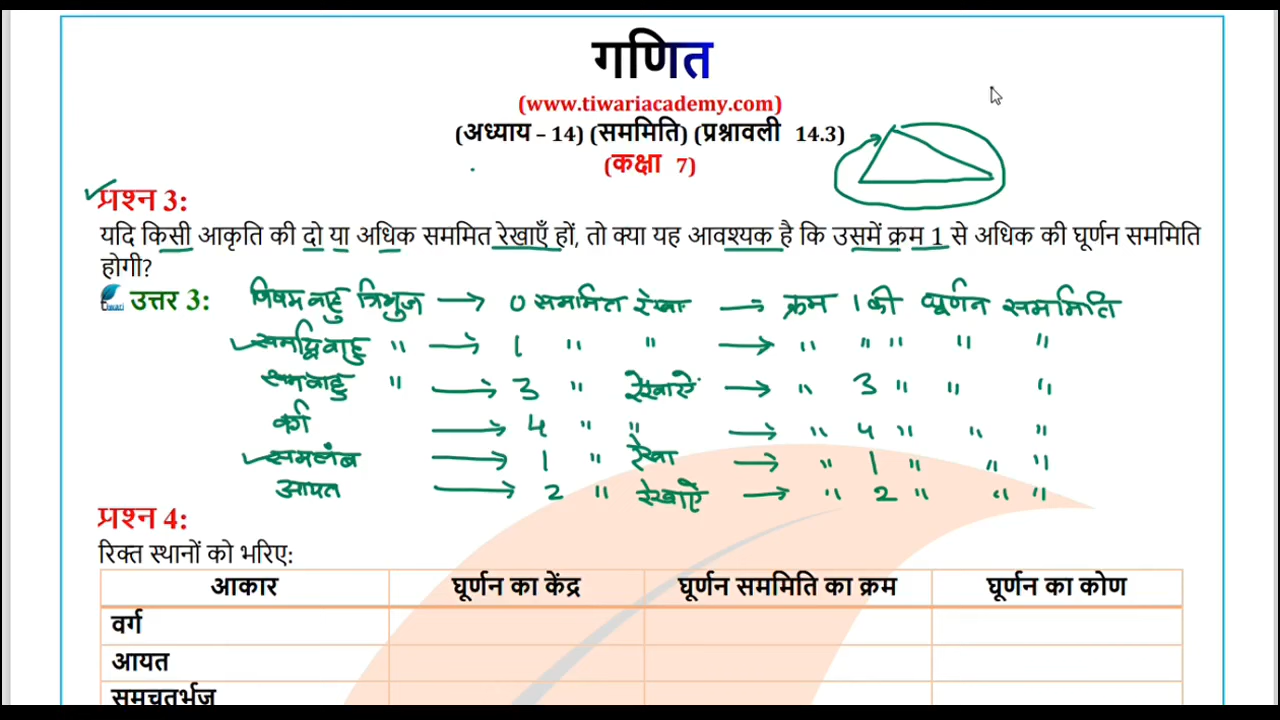 गणित
(www.tiwariacademy.com)
(अध्याय – 14) (सममिति) (प्रश्नावली 14.3)
(कक्षा 7)
प्रश्न 3:
यदि किसी आकृति की दो या अधिक सममित रेखाएँ हों, तो क्या यह आवश्यक है कि उसमें क्रम 1 से अधिक की घूर्णन सममिति
होगी?
Tiwari उत्तर 3: विषमबाहु त्रिभुज → 0 सममित रेखा → क्रम 1 की घूर्णन सममिति
समद्विबाहु " → 1 " " → " " " " "
समबाहु " → 3 " रेखाएँ → " 3 " " "
वर्ग → 4 " " → " 4 " " "
समलंब → 1 " रेखा → " 1 " " "
आयत → 2 " रेखाएँ → " 2 " " "
प्रश्न 4:
रिक्त स्थानों को भरिए:
आकार घूर्णन का केंद्र घूर्णन सममिति का क्रम घूर्णन का कोण
वर्ग
आयत
समचतुर्भुज